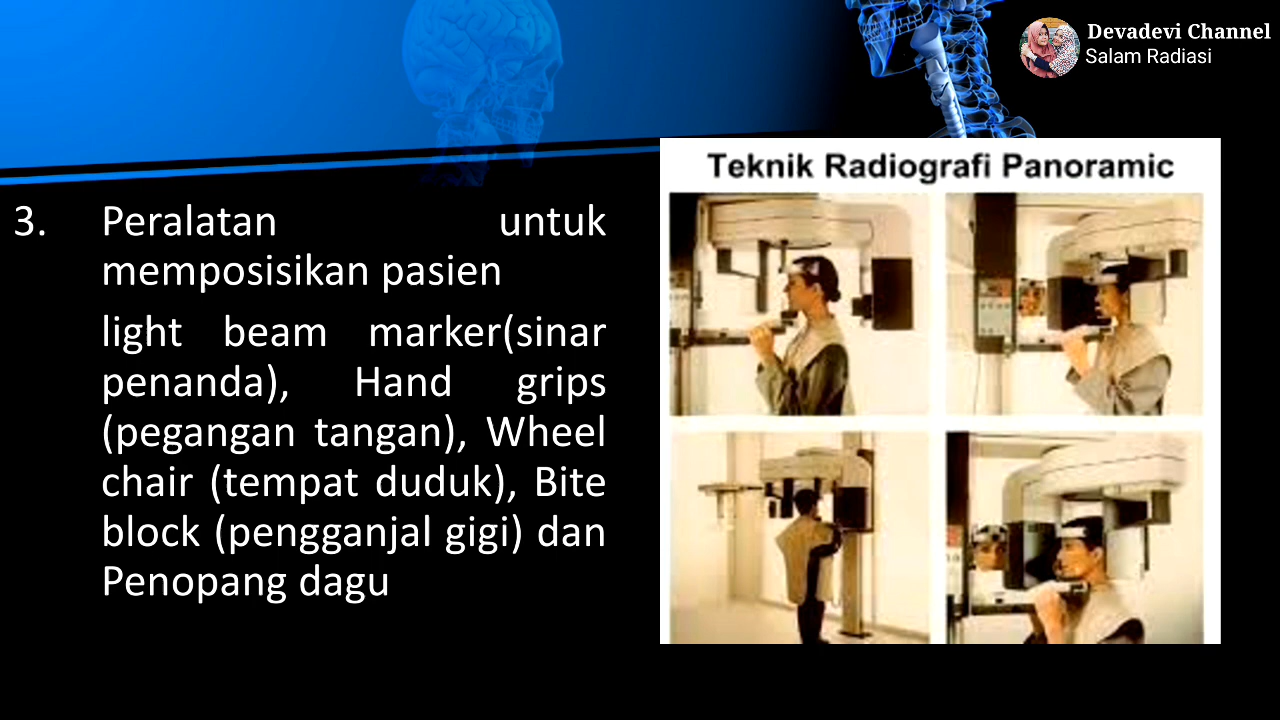 Devadevi Channel
Salam Radiasi
Teknik Radiografi Panoramic
3. Peralatan untuk
memposisikan pasien
light beam marker(sinar
penanda), Hand grips
(pegangan tangan), Wheel
chair (tempat duduk), Bite
block (pengganjal gigi) dan
Penopang dagu